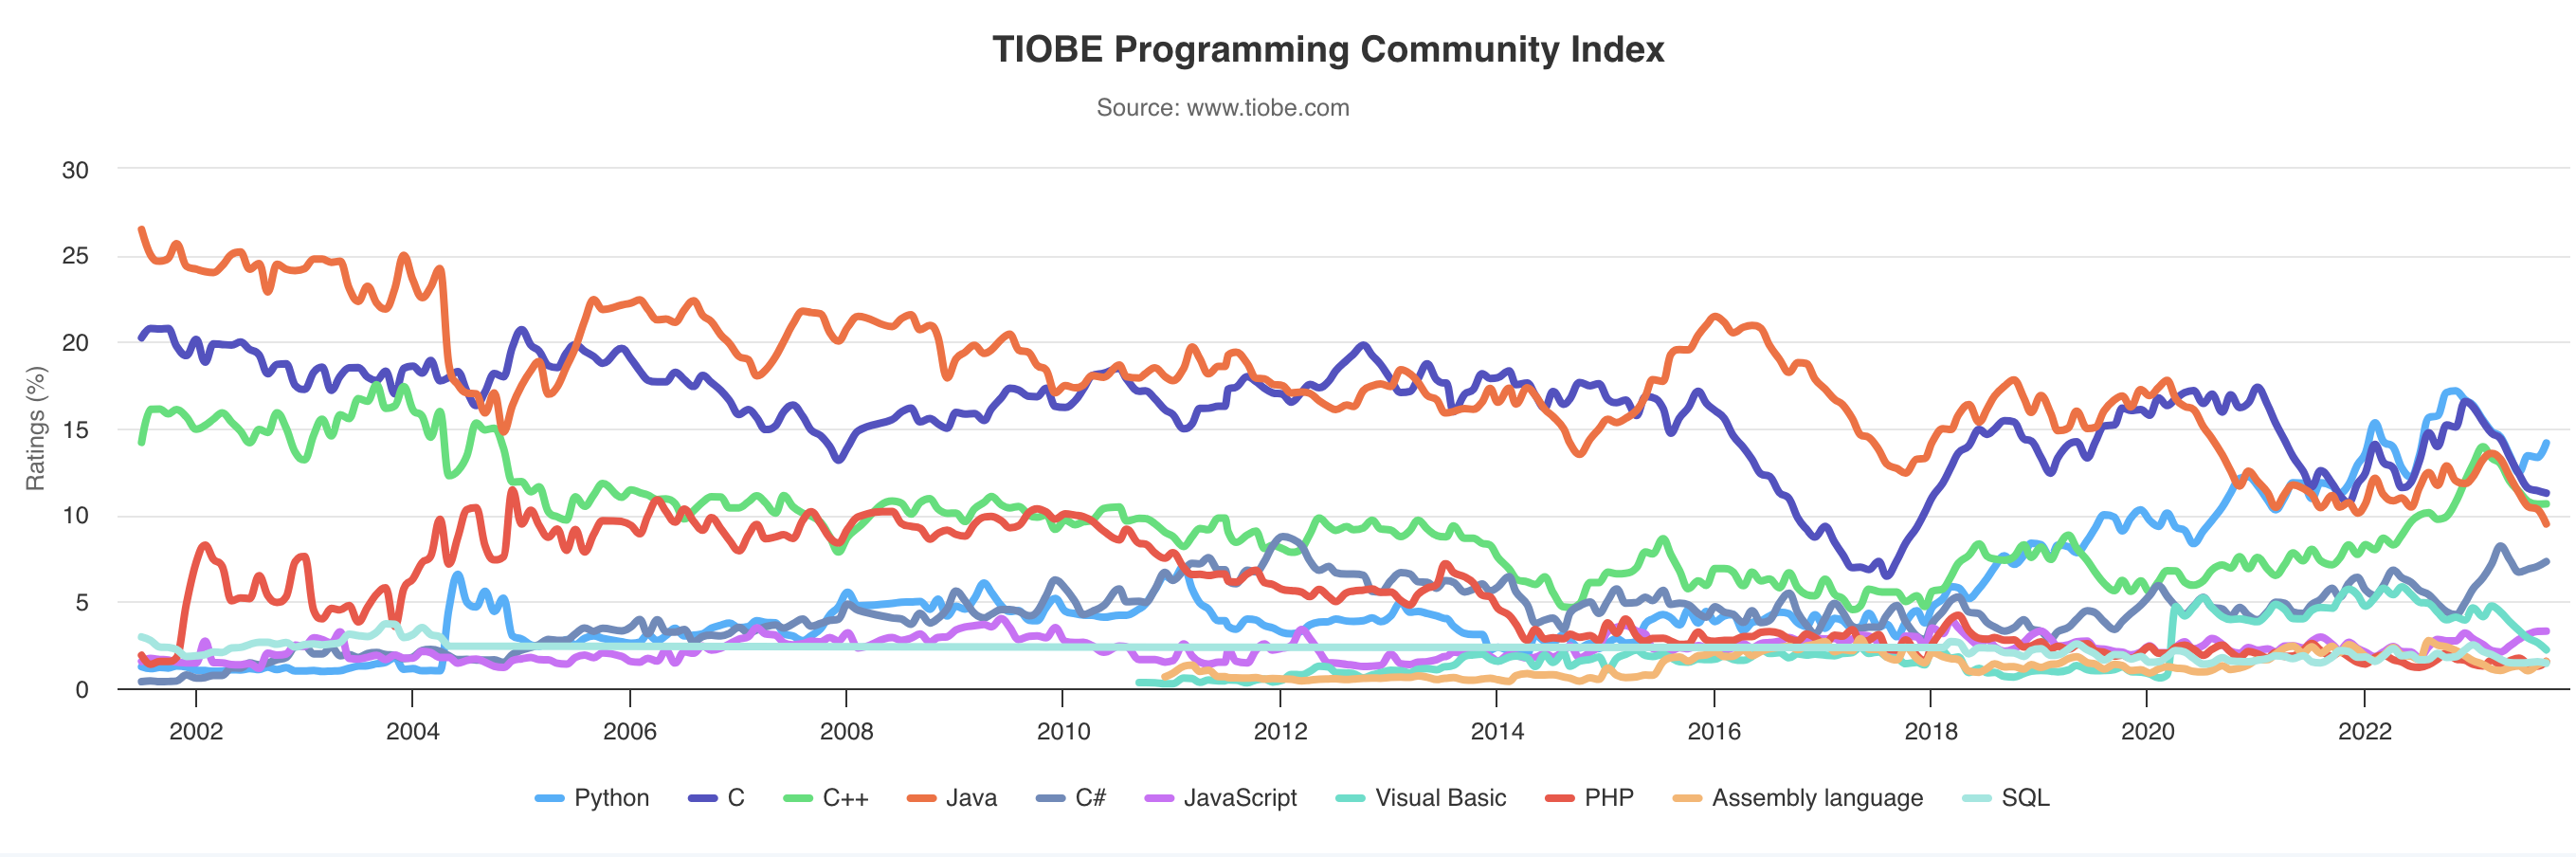 TIOBE Programming Community Index
Source: www.tiobe.com
Ratings (%)
30
25
20
15
10
5
0
2002 2004 2006 2008 2010 2012 2014 2016 2018 2020 2022
Python C C++ Java C# JavaScript Visual Basic PHP Assembly language SQL